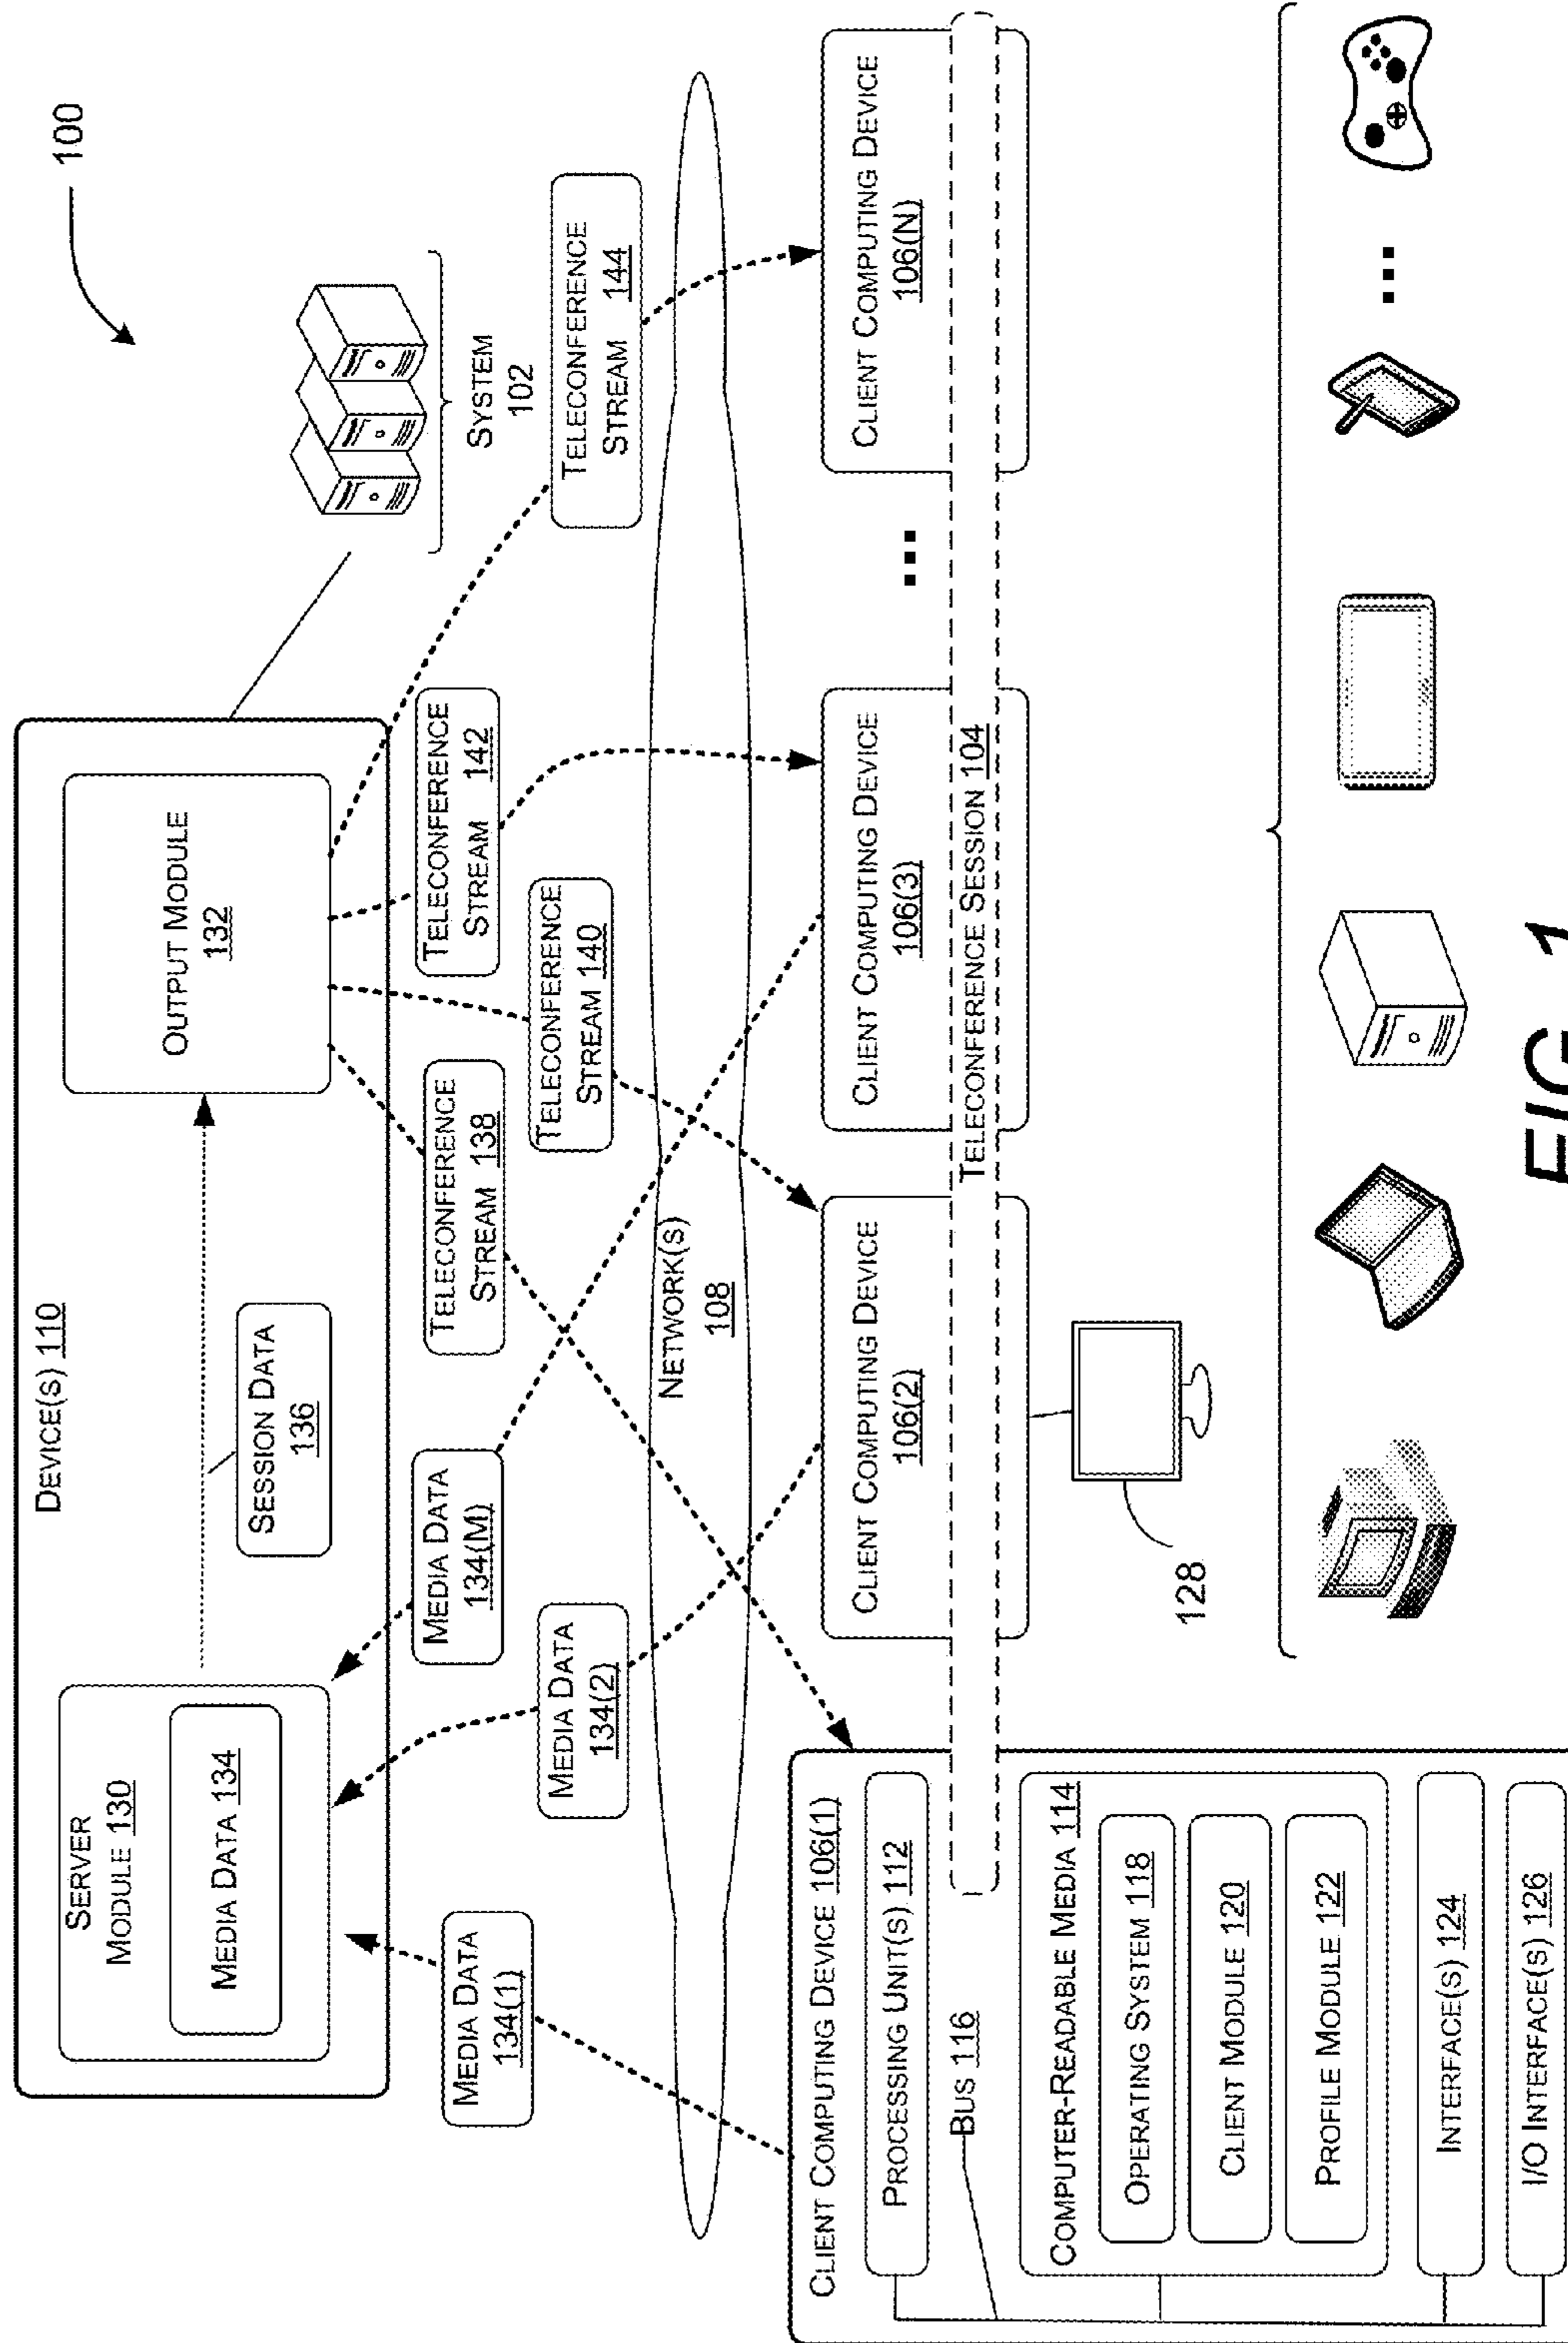 100
DEVICE(S) 110
SERVER
MODULE 130
MEDIA DATA 134
SESSION DATA
136
OUTPUT MODULE
132
SYSTEM
102
MEDIA DATA
134(1)
MEDIA DATA
134(2)
MEDIA DATA
134(M)
TELECONFERENCE
STREAM 138
TELECONFERENCE
STREAM 140
TELECONFERENCE
STREAM 142
TELECONFERENCE
STREAM 144
NETWORK(S)
108
CLIENT COMPUTING DEVICE 106(1)
PROCESSING UNIT(S) 112
BUS 116
COMPUTER-READABLE MEDIA 114
OPERATING SYSTEM 118
CLIENT MODULE 120
PROFILE MODULE 122
INTERFACE(S) 124
I/O INTERFACE(S) 126
CLIENT COMPUTING DEVICE
106(2)
CLIENT COMPUTING DEVICE
106(3)
...
CLIENT COMPUTING DEVICE
106(N)
TELECONFERENCE SESSION 104
128
...
FIG. 1